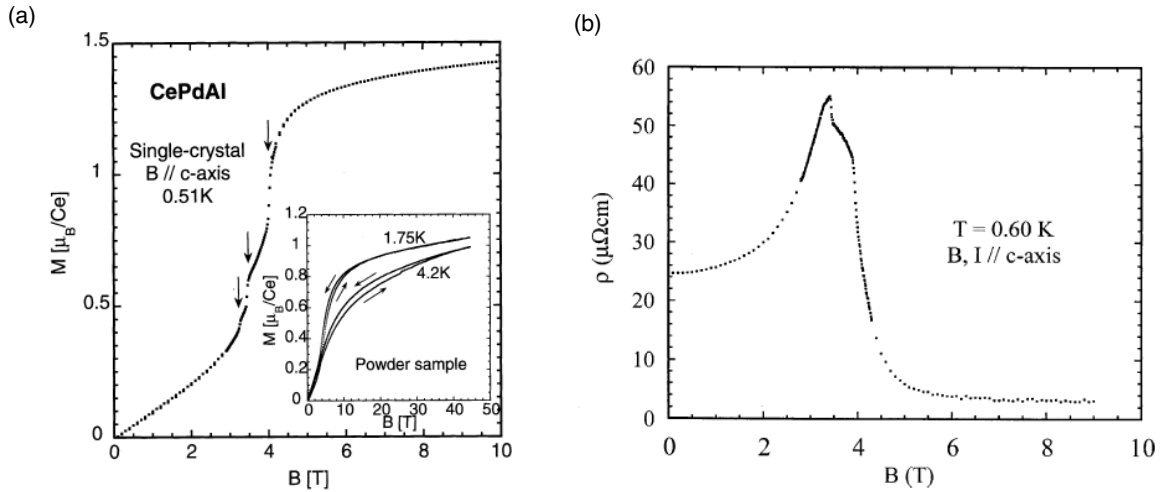 (a)
1.5
1
0.5
0
M [μB/Ce]
CePdAl
Single-crystal
B // c-axis
0.51K
1.2
1
0.8
0.6
0.4
0.2
0
M [μB/Ce]
1.75K
4.2K
Powder sample
0 10 20 30 40 50
B [T]
0 2 4 6 8 10
B [T]
(b)
60
50
40
30
20
10
0
ρ (μΩcm)
T = 0.60 K
B, I // c-axis
0 2 4 6 8 10
B (T)